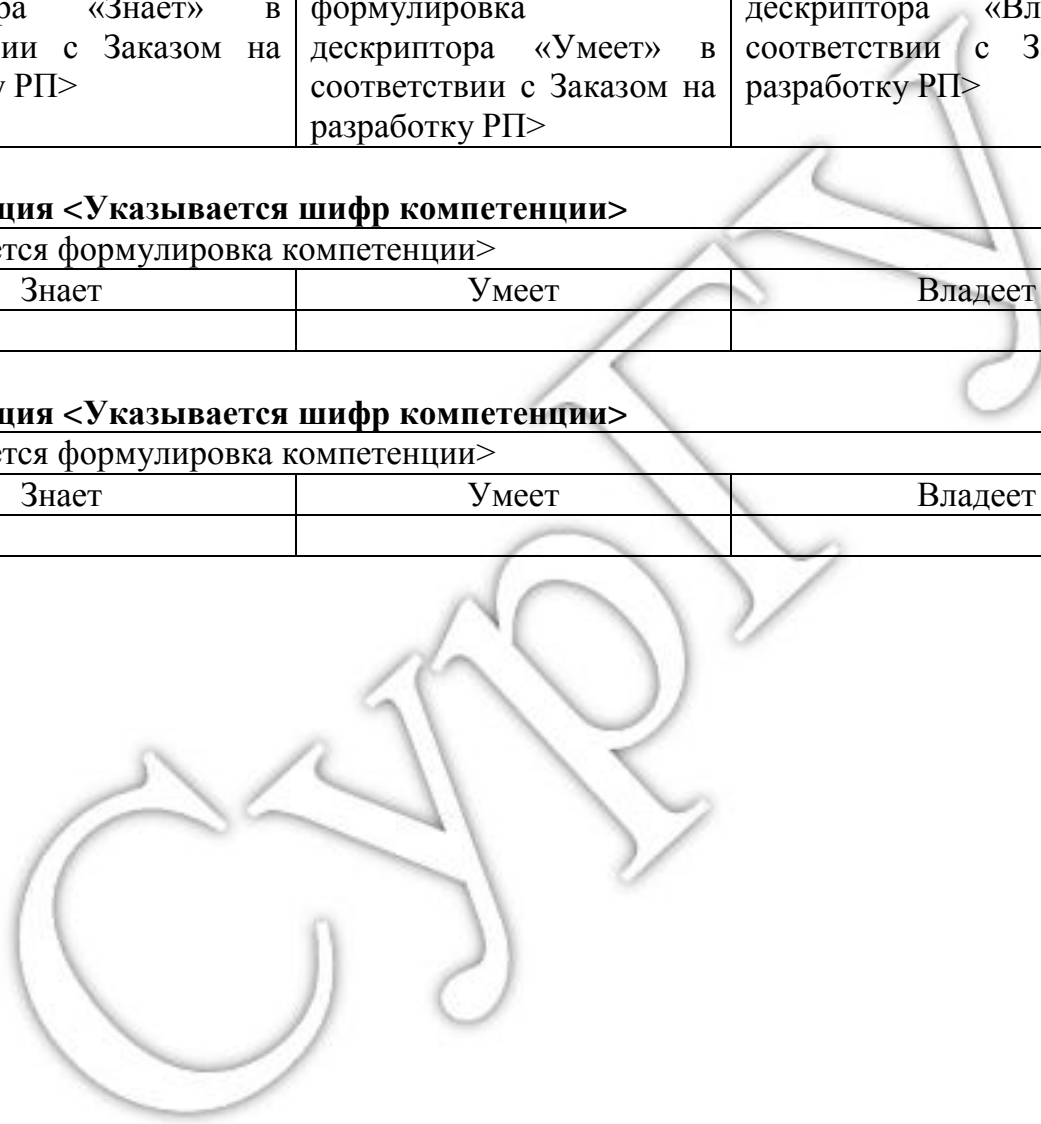 ра «Знает» в формулировка дескриптора «Вл
ии с Заказом на дескриптора «Умеет» в соответствии с З
у РП> соответствии с Заказом на разработку РП>
разработку РП>
ция <Указывается шифр компетенции>
ется формулировка компетенции>
Знает Умеет Владеет
ция <Указывается шифр компетенции>
ется формулировка компетенции>
Знает Умеет Владеет
СурГУ